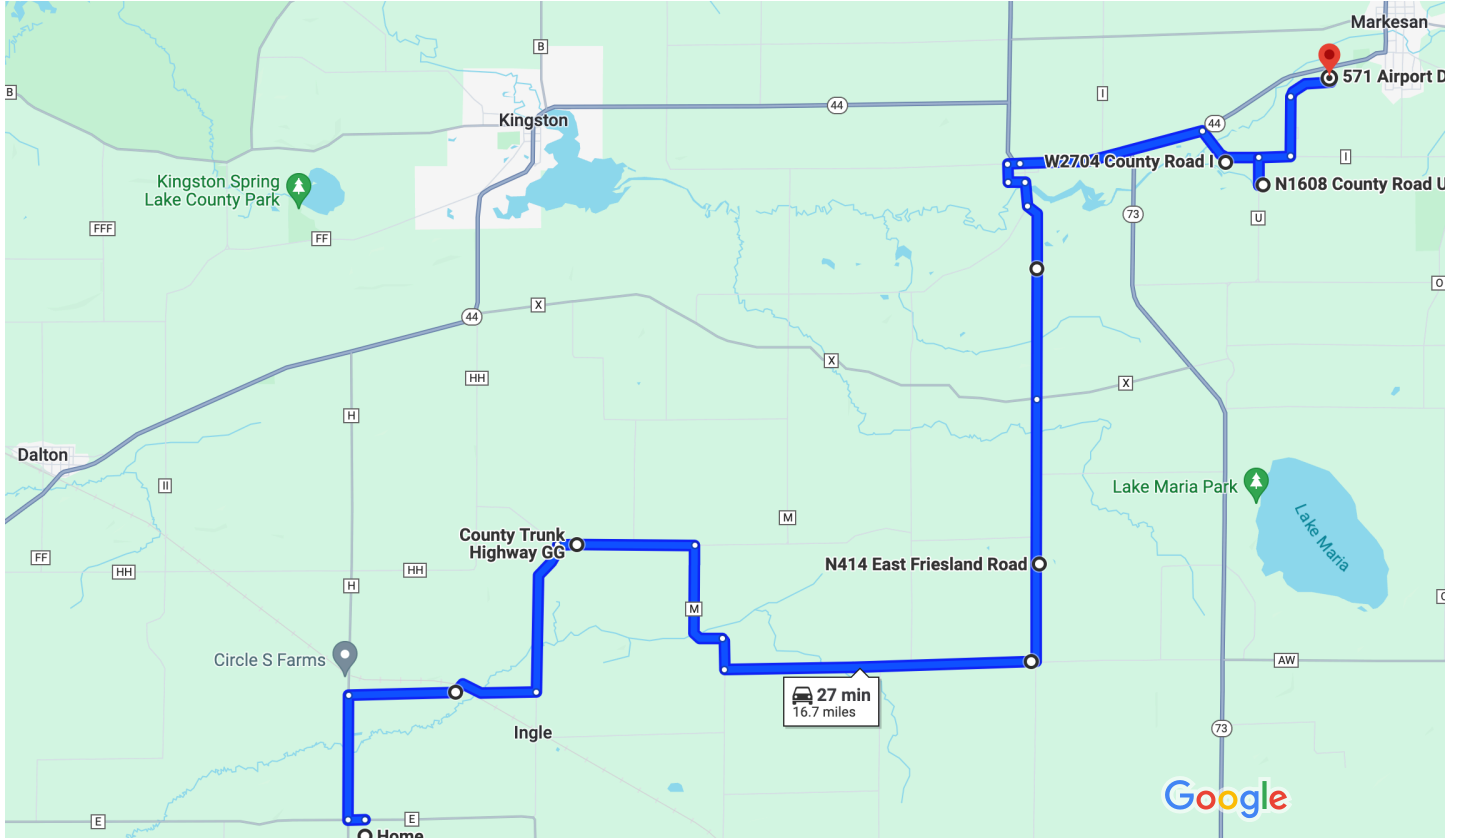 Markesan
B
B
571 Airport D
I
44
Kingston
44
W2704 County Road I
I
Kingston Spring
Lake County Park
N1608 County Road U
73
U
FFF
FF
O
X
44
X
X
HH
H
Dalton
II
Lake Maria Park
Lake Maria
M
County Trunk
Highway GG
FF
HH
HH
H
N414 East Friesland Road
M
Circle S Farms
AW
27 min
16.7 miles
Ingle
73
Google
E
E
Home